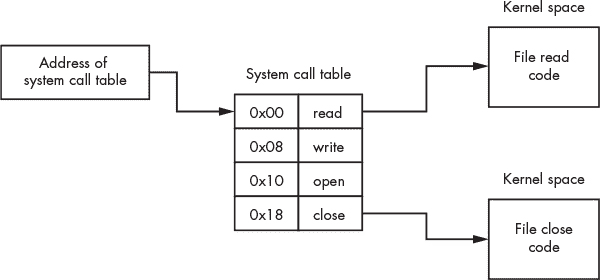 Kernel space
Address of
system call table
System call table
File read
code
0x00 read
0x08 write
0x10 open
0x18 close
Kernel space
File close
code